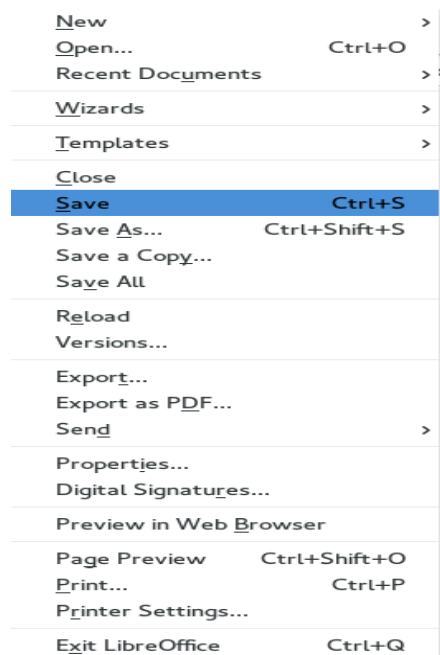 New >
Open... Ctrl+O
Recent Documents >
Wizards >
Templates >
Close
Save Ctrl+S
Save As... Ctrl+Shift+S
Save a Copy...
Save All
Reload
Versions...
Export...
Export as PDF...
Send >
Properties...
Digital Signatures...
Preview in Web Browser
Page Preview Ctrl+Shift+O
Print... Ctrl+P
Printer Settings...
Exit LibreOffice Ctrl+Q